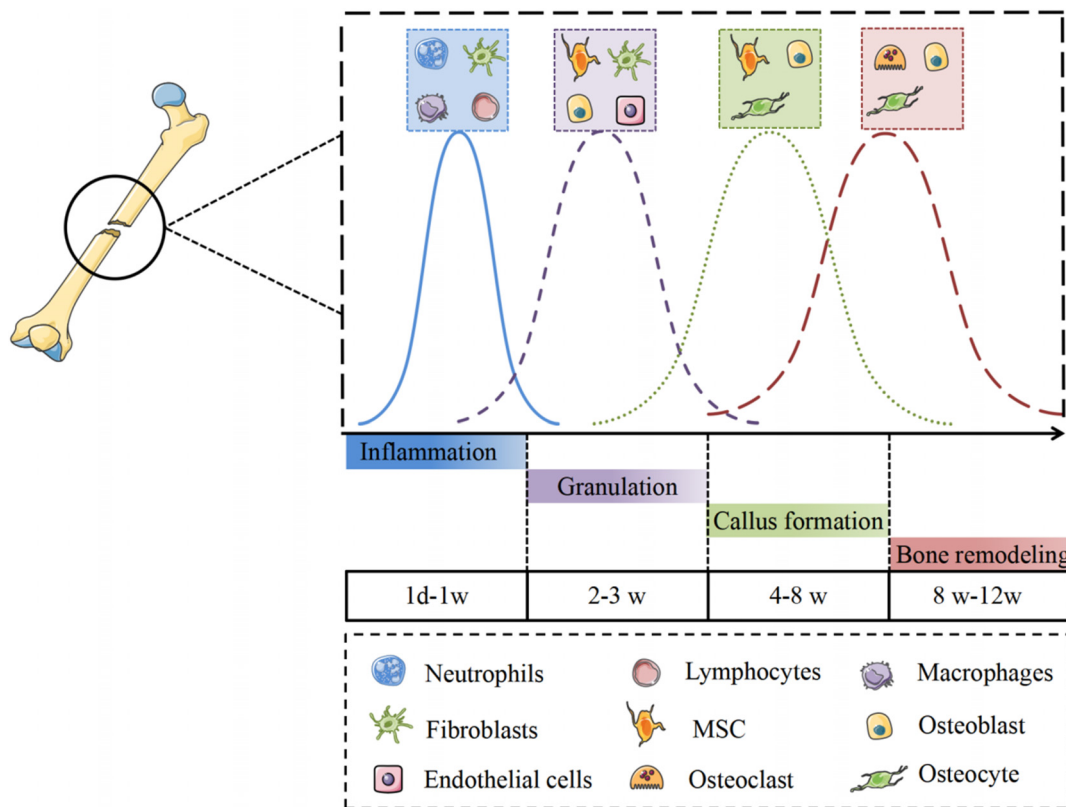 Inflammation
Granulation
Callus formation
Bone remodeling
1d-1w
2-3 w
4-8 w
8 w-12w
Neutrophils
Lymphocytes
Macrophages
Fibroblasts
MSC
Osteoblast
Endothelial cells
Osteoclast
Osteocyte